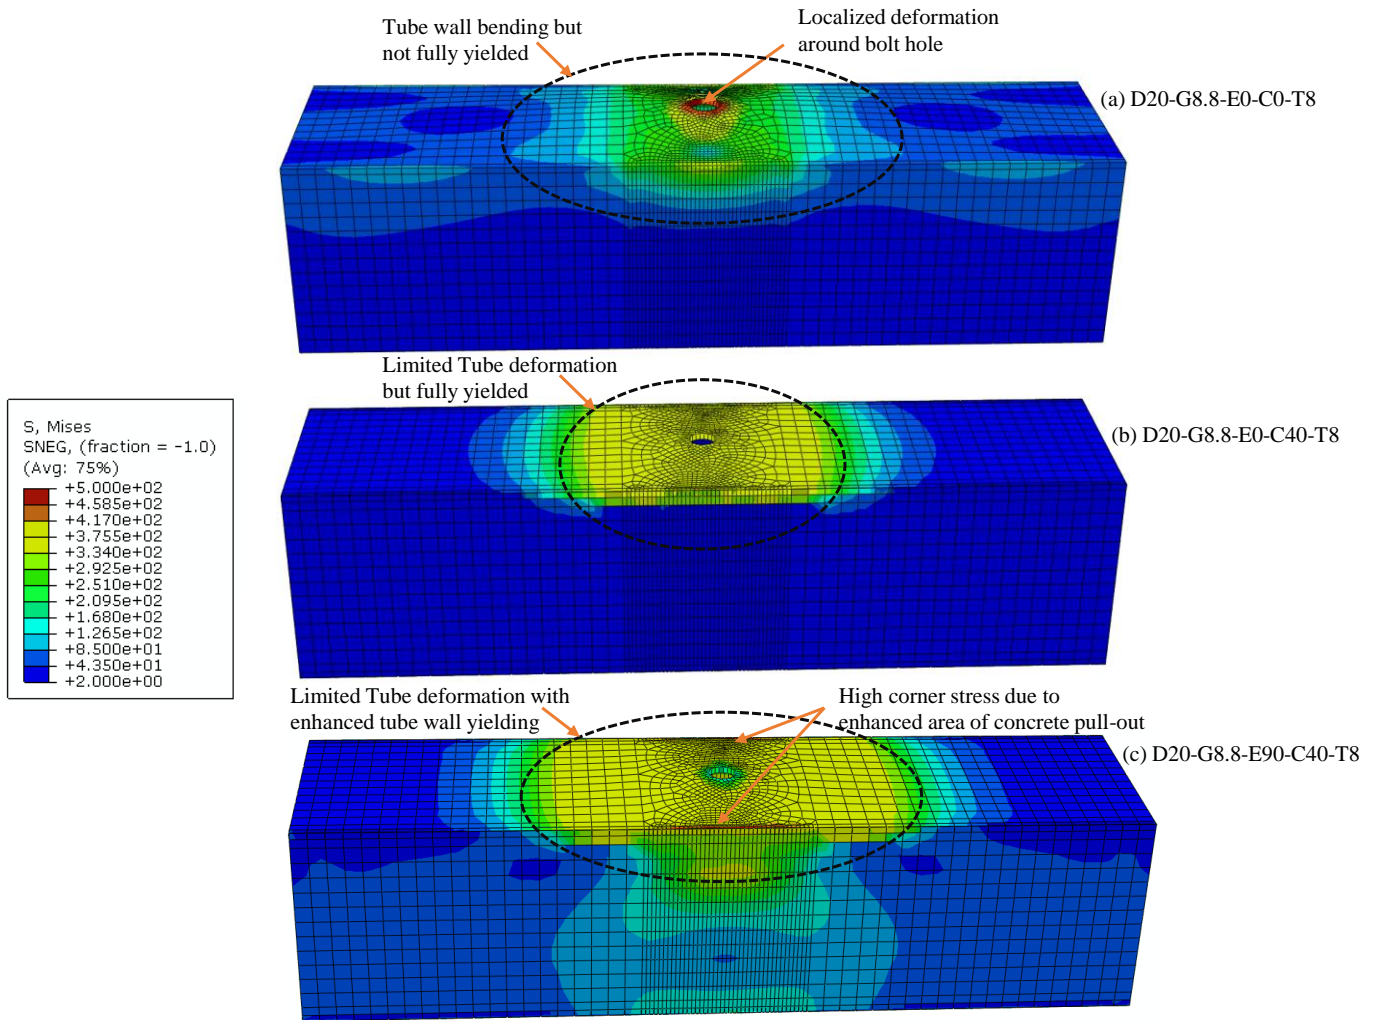 Tube wall bending but
not fully yielded
Localized deformation
around bolt hole
(a) D20-G8.8-E0-C0-T8
Limited Tube deformation
but fully yielded
(b) D20-G8.8-E0-C40-T8
S, Mises
SNEG, (fraction = -1.0)
(Avg: 75%)
+5.000e+02
+4.585e+02
+4.170e+02
+3.755e+02
+3.340e+02
+2.925e+02
+2.510e+02
+2.095e+02
+1.680e+02
+1.265e+02
+8.500e+01
+4.350e+01
+2.000e+00
Limited Tube deformation with
enhanced tube wall yielding
High corner stress due to
enhanced area of concrete pull-out
(c) D20-G8.8-E90-C40-T8